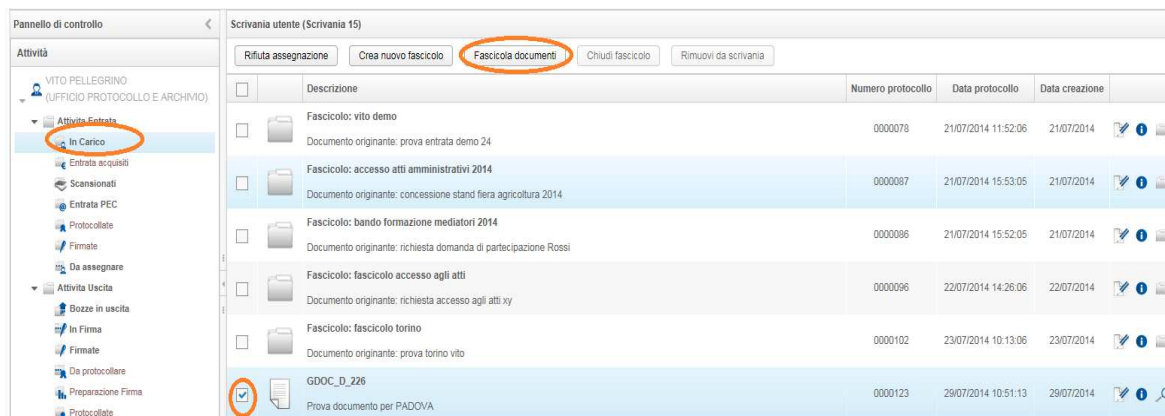 Pannello di controllo
Attività
VITO PELLEGRINO
(UFFICIO PROTOCOLLO E ARCHIVIO)
Attivita Entrata
In Carico
Entrata acquisiti
Scansionati
Entrata PEC
Protocollate
Firmate
Da assegnare
Attivita Uscita
Bozze in uscita
In Firma
Firmate
Da protocollare
Preparazione Firma
Protocollate
Scrivania utente (Scrivania 15)
Rifiuta assegnazione Crea nuovo fascicolo Fascicola documenti Chiudi fascicolo Rimuovi da scrivania
Descrizione Numero protocollo Data protocollo Data creazione
Fascicolo: vito demo
Documento originante: prova entrata demo 24
0000078 21/07/2014 11:52:06 21/07/2014
Fascicolo: accesso atti amministrativi 2014
Documento originante: concessione stand fiera agricoltura 2014
0000087 21/07/2014 15:53:05 21/07/2014
Fascicolo: bando formazione mediatori 2014
Documento originante: richiesta domanda di partecipazione Rossi
0000086 21/07/2014 15:52:05 21/07/2014
Fascicolo: fascicolo accesso agli atti
Documento originante: richiesta accesso agli atti xy
0000096 22/07/2014 14:26:06 22/07/2014
Fascicolo: fascicolo torino
Documento originante: prova torino vito
0000102 23/07/2014 10:13:06 23/07/2014
GDOC_D_226
Prova documento per PADOVA
0000123 29/07/2014 10:51:13 29/07/2014